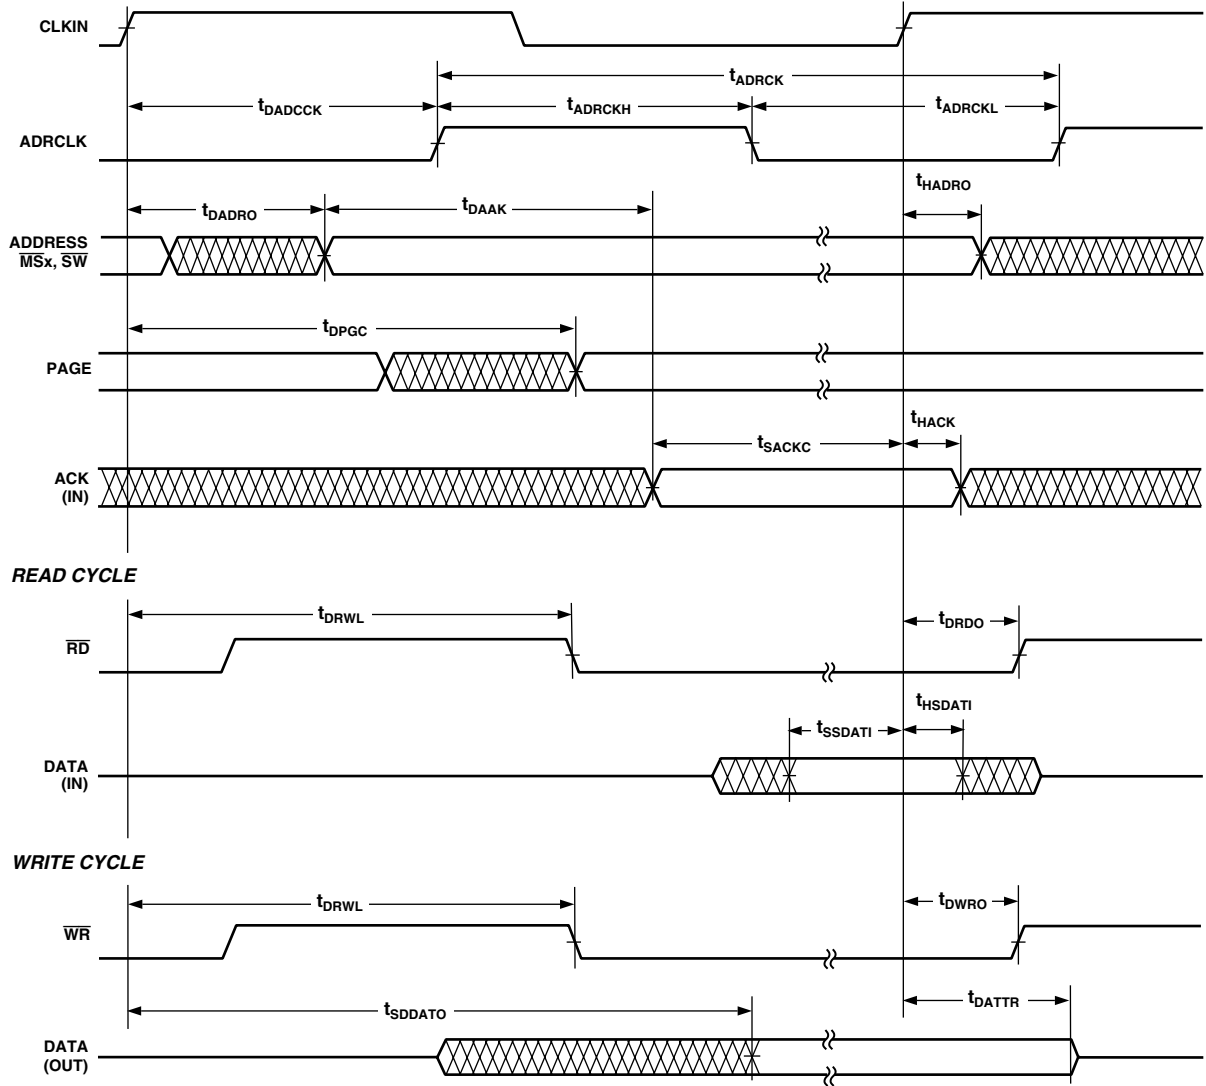 CLKIN
tADRCK
tDADCCK
tADRCKH
tADRCKL
ADRCLK
tHADRO
tDADRO
tDAAK
ADDRESS
MSx, SW
tDPGC
PAGE
tHACK
tSACKC
ACK
(IN)
READ CYCLE
tDRWL
tDRDO
RD
tHSDATI
tSSDATI
DATA
(IN)
WRITE CYCLE
tDRWL
tDWRO
WR
tDATTR
tSDDATO
DATA
(OUT)